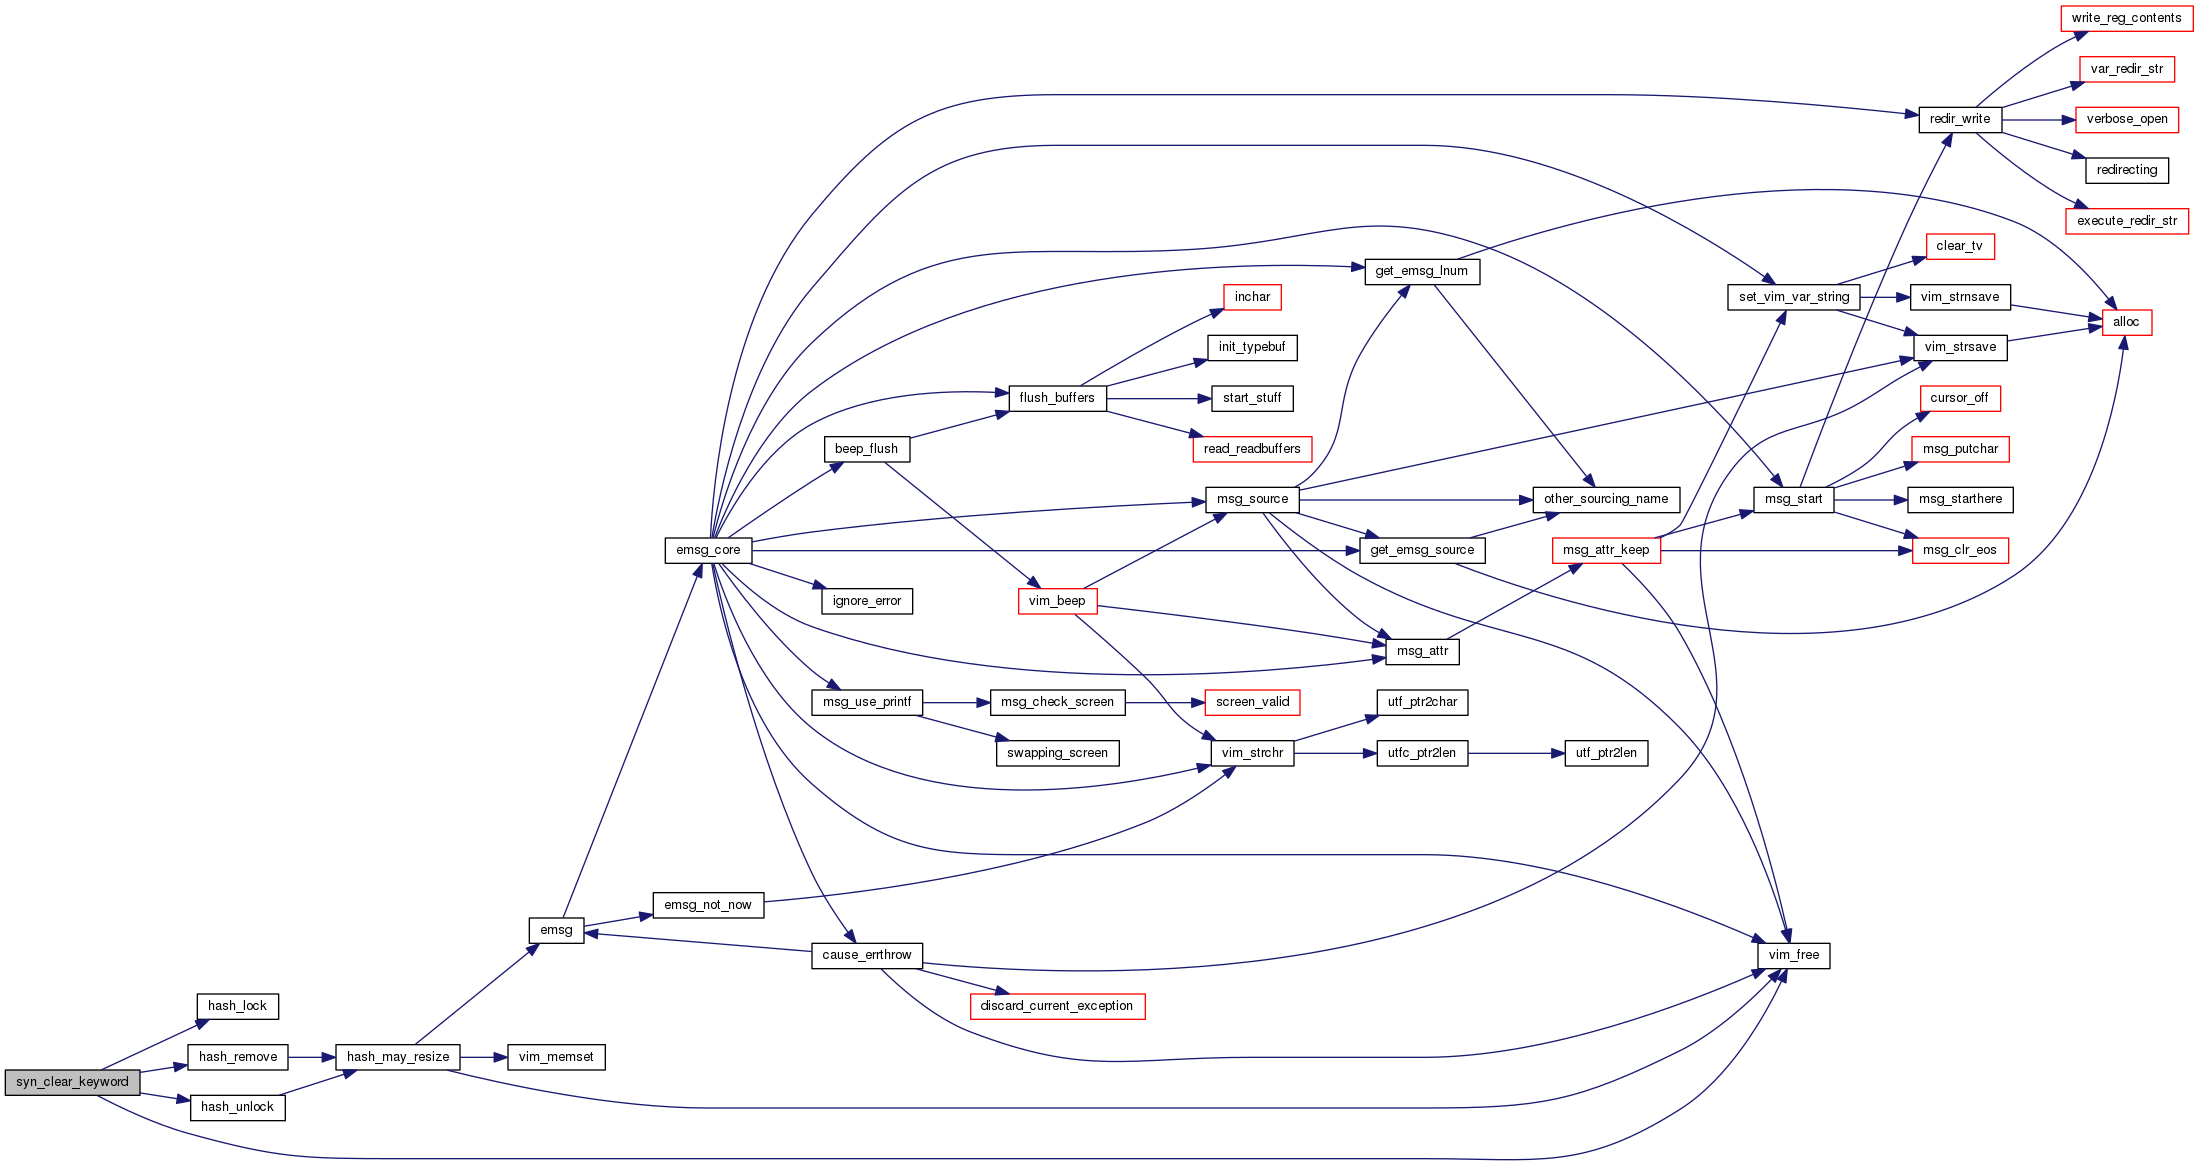 write_reg_contents
var_redir_str
redir_write
verbose_open
redirecting
execute_redir_str
clear_tv
get_emsg_lnum
inchar
set_vim_var_string
vim_strnsave
alloc
init_typebuf
vim_strsave
flush_buffers
start_stuff
cursor_off
beep_flush
read_readbuffers
msg_putchar
msg_source
other_sourcing_name
msg_start
msg_starthere
emsg_core
get_emsg_source
msg_attr_keep
msg_clr_eos
ignore_error
vim_beep
msg_attr
msg_use_printf
msg_check_screen
screen_valid
utf_ptr2char
swapping_screen
vim_strchr
utfc_ptr2len
utf_ptr2len
emsg_not_now
emsg
cause_errthrow
vim_free
hash_lock
discard_current_exception
hash_remove
hash_may_resize
vim_memset
syn_clear_keyword
hash_unlock